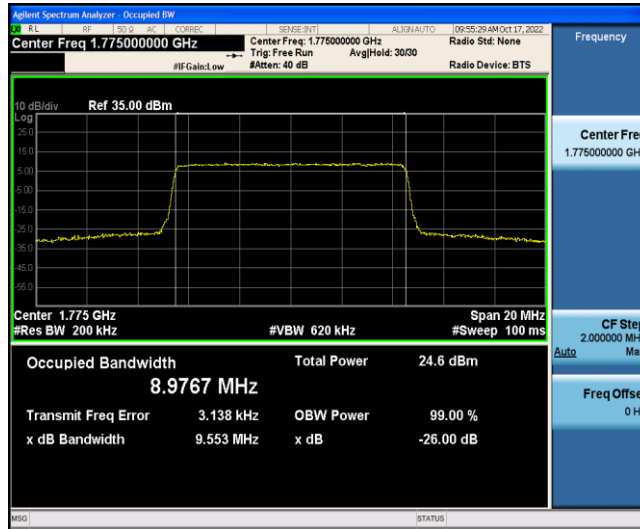 Agilent Spectrum Analyzer - Occupied BW
RL RF 50 Ω AC CORREC SENSE:INT ALIGNAUTO 09:55:29 AM Oct 17, 2022
Center Freq 1.775000000 GHz
Center Freq: 1.775000000 GHz
Radio Std: None
Trig: Free Run Avg|Hold: 30/30
#IFGain:Low #Atten: 40 dB Radio Device: BTS
Frequency
10 dB/div Ref 35.00 dBm
Log
25.0
15.0
5.00
-5.00
-15.0
-25.0
-35.0
-45.0
-55.0
Center 1.775 GHz Span 20 MHz
#Res BW 200 kHz #VBW 620 kHz #Sweep 100 ms
Occupied Bandwidth Total Power 24.6 dBm
8.9767 MHz
Transmit Freq Error 3.138 kHz OBW Power 99.00 %
x dB Bandwidth 9.553 MHz x dB -26.00 dB
Center Fre
1.775000000 GH
CF Ste
2.000000 MH
Auto Ma
Freq Offse
0 H
MSG STATUS